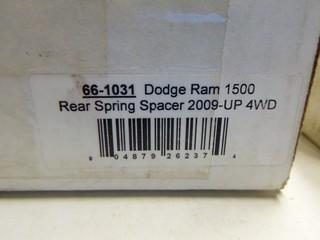 66-1031 Dodge Ram 1500
Rear Spring Spacer 2009-UP 4WD
8 04879 26237 4